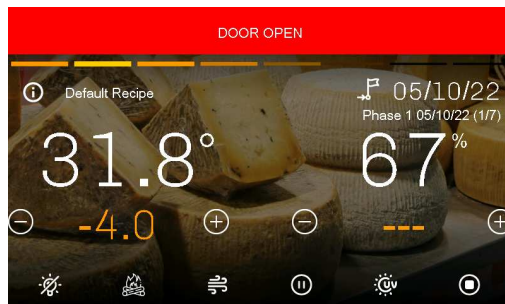 DOOR OPEN
Default Recipe
05/10/22
Phase 1 05/10/22 (1/7)
31.8°
67%
-4.0
---
UV